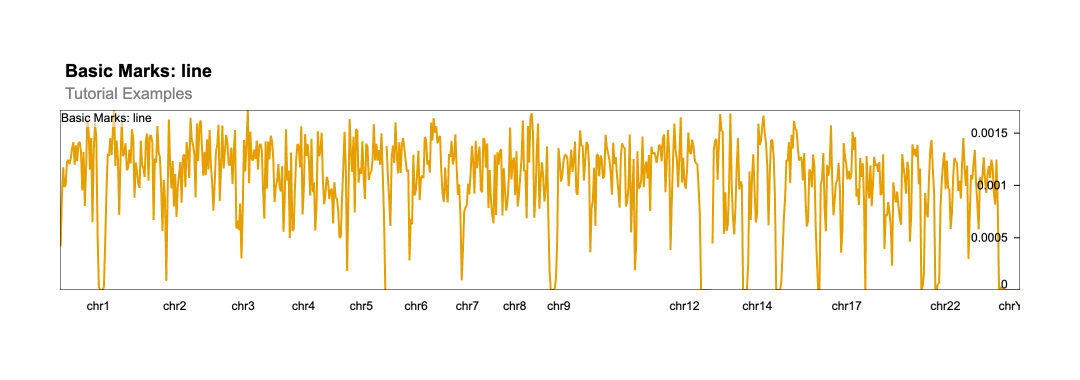 Basic Marks: line
Tutorial Examples
Basic Marks: line
0.0015
0.001
0.0005
0
chr1 chr2 chr3 chr4 chr5 chr6 chr7 chr8 chr9 chr12 chr14 chr17 chr22 chrY